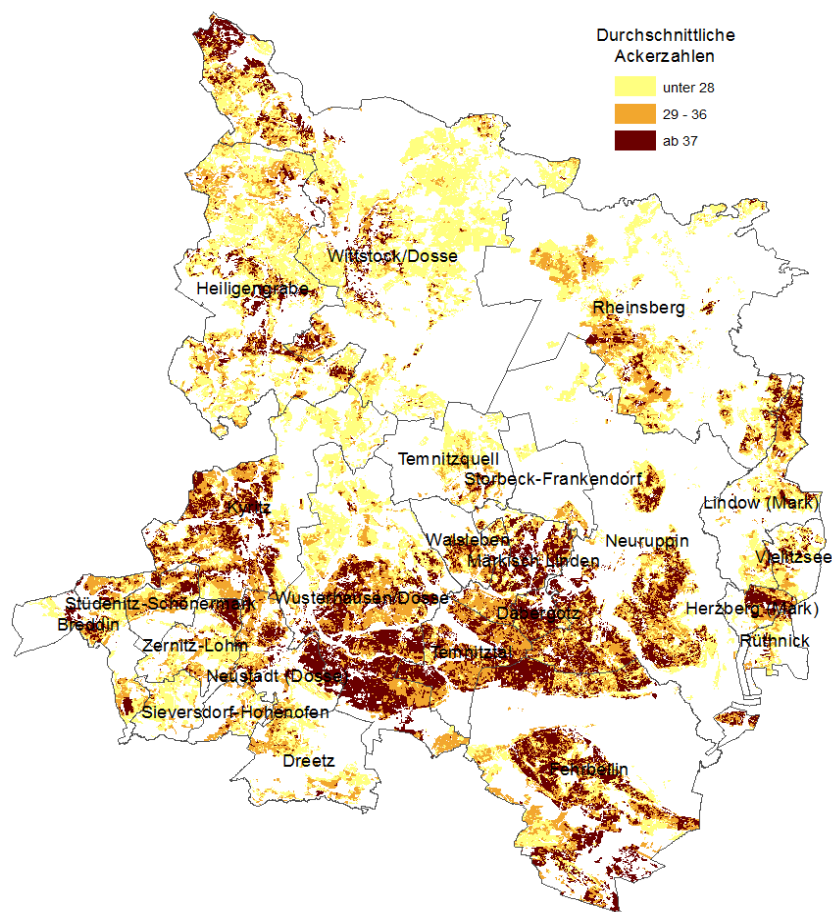 Durchschnittliche
Ackerzahlen
unter 28
29 - 36
ab 37
Wittstock/Dosse
Heiligengrabe
Rheinsberg
Temnitzquell
Storbeck-Frankendorf
Lindow (Mark)
Kyritz
Walsleben
Neuruppin
Märkisch Linden
Vielitzsee
Wusterhausen/Dosse
Stüdenitz-Schönermark
Dabergotz
Herzberg (Mark)
Breddin
Zernitz-Lohm
Temnitztal
Rüthnick
Neustadt (Dosse)
Sieversdorf-Hohenofen
Dreetz
Fehrbellin